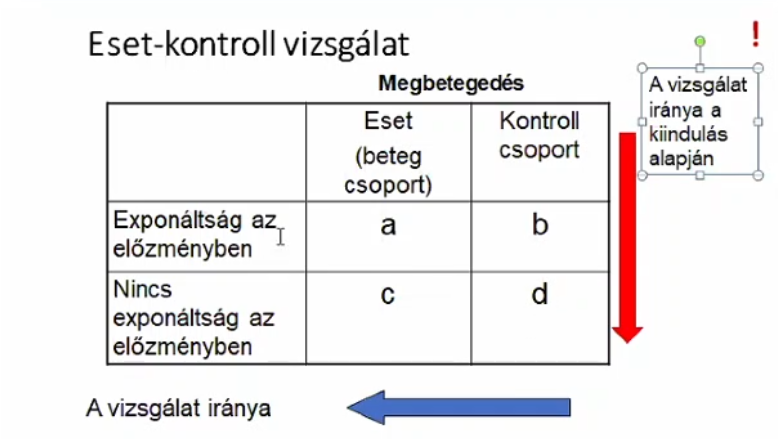 Eset-kontroll vizsgálat
!
Megbetegedés
A vizsgálat
iránya a
kiindulás
alapján
Eset
(beteg
csoport)
Kontroll
csoport
Exponáltság az
előzményben
a
b
Nincs
exponáltság az
előzményben
c
d
A vizsgálat iránya